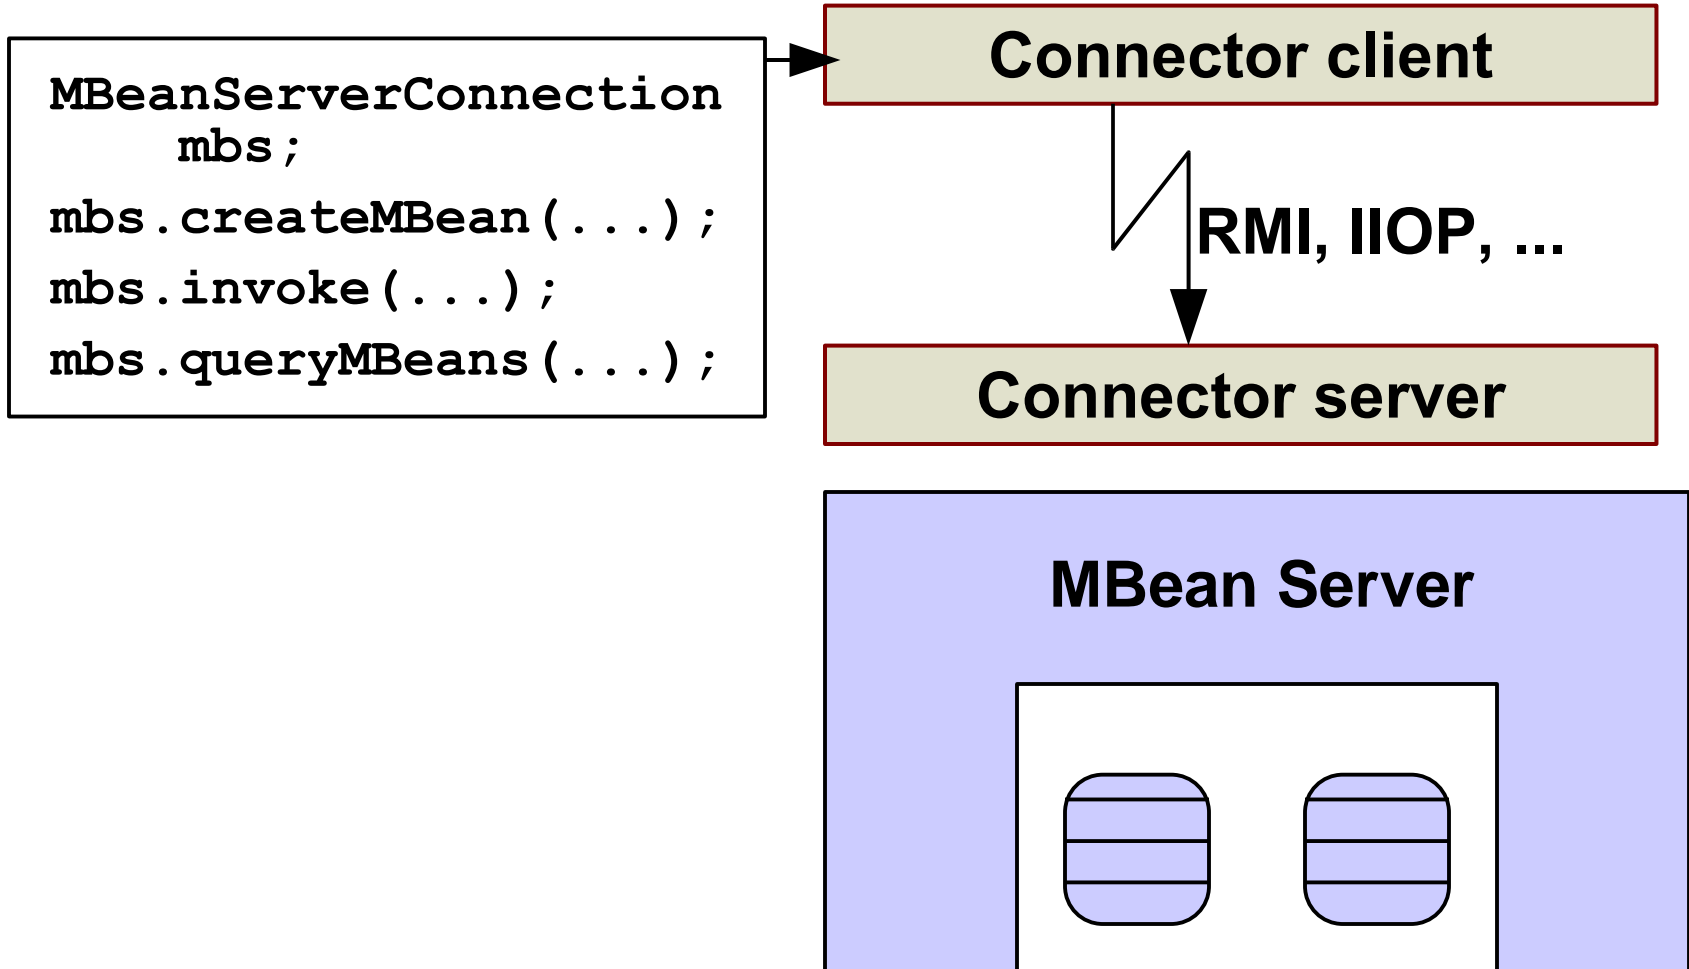 MBeanServerConnection
mbs;
mbs.createMBean(...);
mbs.invoke(...);
mbs.queryMBeans(...);
Connector client
RMI, IIOP, ...
Connector server
MBean Server